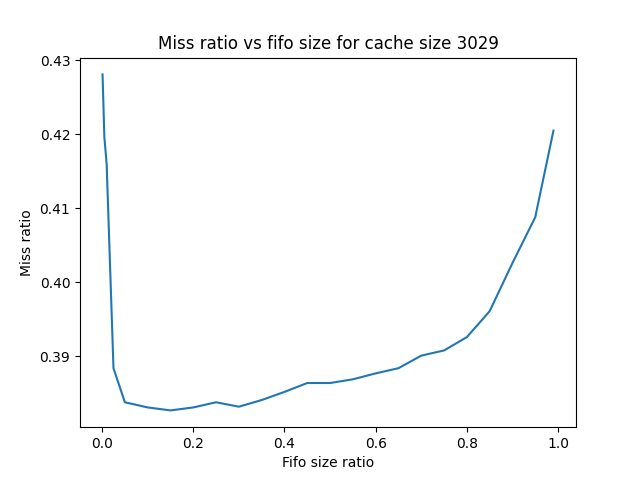 Miss ratio vs fifo size for cache size 3029
0.43
0.42
0.41
0.40
0.39
Miss ratio
0.0 0.2 0.4 0.6 0.8 1.0
Fifo size ratio